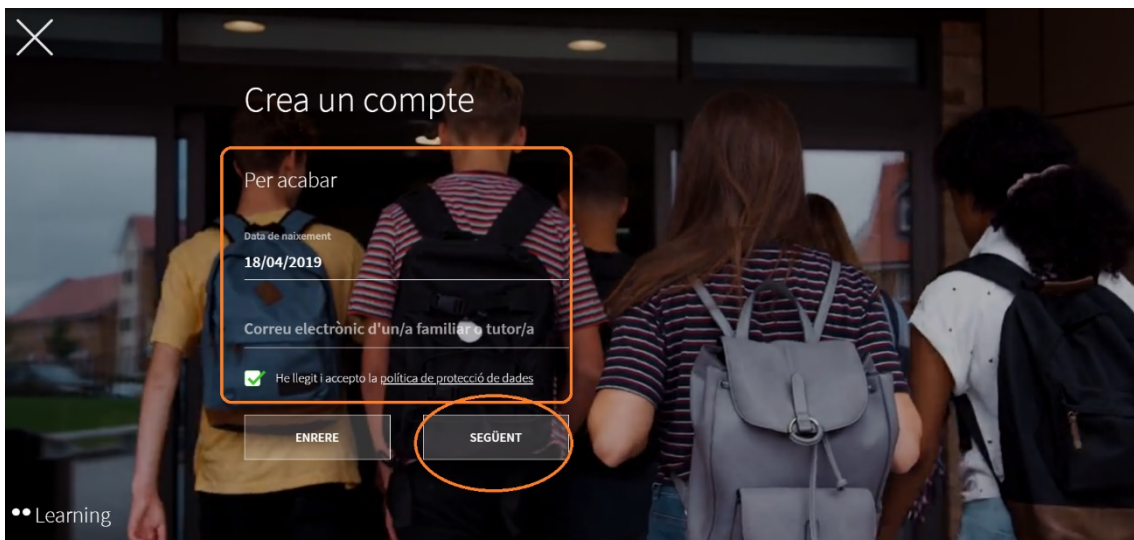 Crea un compte
Per acabar
Data de naixement
18/04/2019
Correu electrònic d'un/a familiar o tutor/a
He llegit i accepto la política de protecció de dades
ENRERE
SEGÜENT
Learning